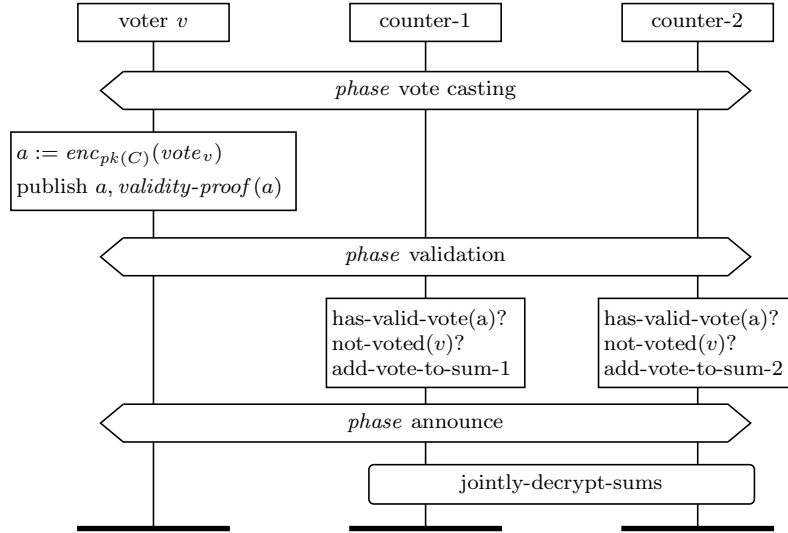 voter v
counter-1
counter-2
phase vote casting
a := enc_{pk(C)}(vote_v)
publish a, validity-proof(a)
phase validation
has-valid-vote(a)?
not-voted(v)?
add-vote-to-sum-1
has-valid-vote(a)?
not-voted(v)?
add-vote-to-sum-2
phase announce
jointly-decrypt-sums